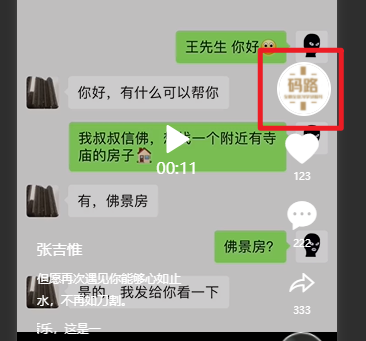 王先生 你好
你好，有什么可以帮你
码路
我叔叔信佛，想找一个附近有寺
庙的房子
00:11
123
有，佛景房
佛景房?
222
张吉惟
但愿再次遇见你能够心如止
水，不再如刀割。
是的，我发给你看一下
333
乐，这是一